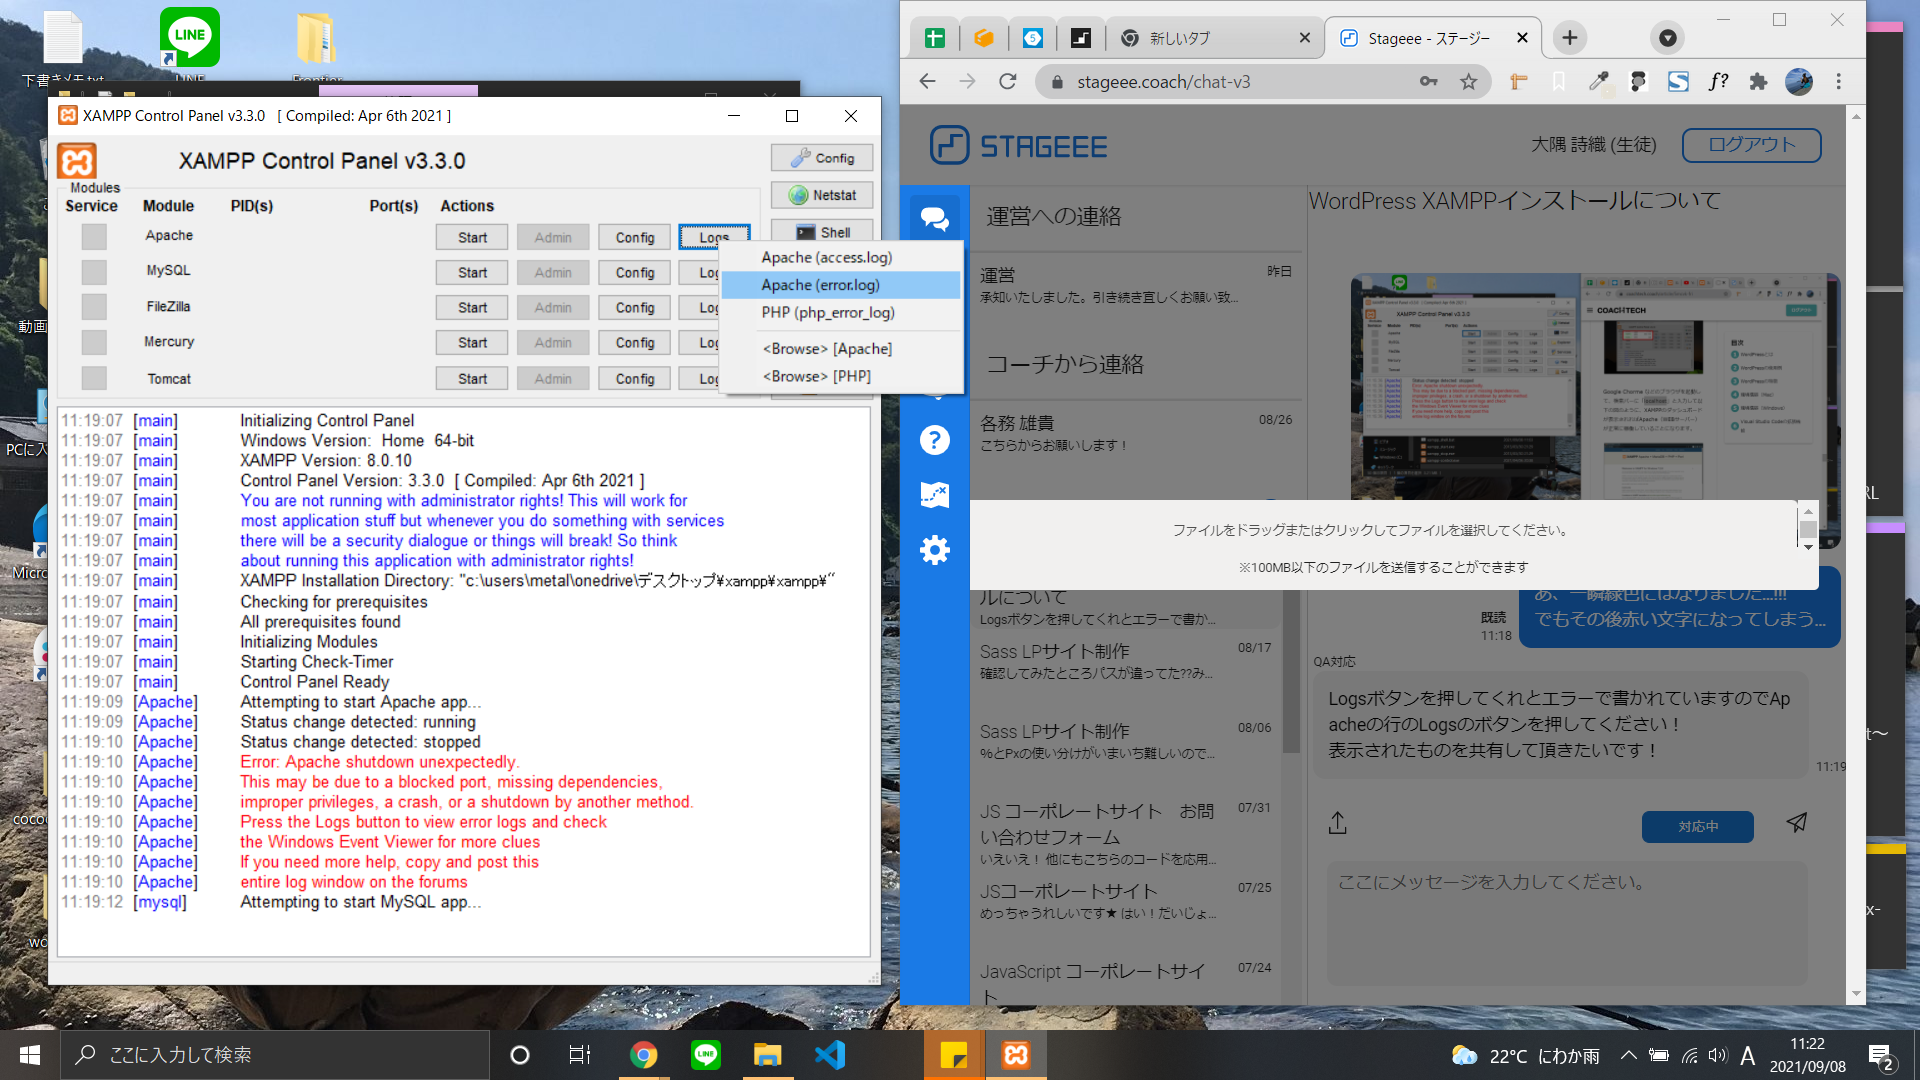 下書きメモ.txt
LINE
Frontier
XAMPP Control Panel v3.3.0 [ Compiled: Apr 6th 2021 ]
XAMPP Control Panel v3.3.0
Config
Netstat
Shell
Modules
Service Module PID(s) Port(s) Actions
Apache Start Admin Config Logs
MySQL Start Admin Config
FileZilla Start Admin Config
Mercury Start Admin Config
Tomcat Start Admin Config
Apache (access.log)
Apache (error.log)
PHP (php_error_log)
<Browse> [Apache]
<Browse> [PHP]
11:19:07 [main] Initializing Control Panel
11:19:07 [main] Windows Version: Home 64-bit
11:19:07 [main] XAMPP Version: 8.0.10
11:19:07 [main] Control Panel Version: 3.3.0 [ Compiled: Apr 6th 2021 ]
11:19:07 [main] You are not running with administrator rights! This will work for
11:19:07 [main] most application stuff but whenever you do something with services
11:19:07 [main] there will be a security dialogue or things will break! So think
11:19:07 [main] about running this application with administrator rights!
11:19:07 [main] XAMPP Installation Directory: "c:\users\metal\onedrive\デスクトップ\xampp\xampp\"
11:19:07 [main] Checking for prerequisites
11:19:07 [main] All prerequisites found
11:19:07 [main] Initializing Modules
11:19:07 [main] Starting Check-Timer
11:19:07 [main] Control Panel Ready
11:19:09 [Apache] Attempting to start Apache app...
11:19:09 [Apache] Status change detected: running
11:19:10 [Apache] Status change detected: stopped
11:19:10 [Apache] Error: Apache shutdown unexpectedly.
11:19:10 [Apache] This may be due to a blocked port, missing dependencies,
11:19:10 [Apache] improper privileges, a crash, or a shutdown by another method.
11:19:10 [Apache] Press the Logs button to view error logs and check
11:19:10 [Apache] the Windows Event Viewer for more clues
11:19:10 [Apache] If you need more help, copy and post this
11:19:10 [Apache] entire log window on the forums
11:19:12 [mysql] Attempting to start MySQL app...
新しいタブ
Stageee - ステージー
stageee.coach/chat-v3
STAGEEE
大隅 詩織 (生徒)
ログアウト
運営への連絡
運営 昨日
承知いたしました。引き続き宜しくお願い致...
コーチから連絡
各務 雄貴 08/26
こちらからお願いします！
ファイルをドラッグまたはクリックしてファイルを選択してください。
※100MB以下のファイルを送信することができます
ルについて
Logsボタンを押してくれとエラーで書か...
Sass LPサイト制作 08/17
確認してみたところパスが違ってた??み...
Sass LPサイト制作 08/06
%とPxの使い分けがいまいち難しいので...
JS コーポレートサイト　お問い合わせフォーム 07/31
いえいえ！ 他にもこちらのコードを応用...
JSコーポレートサイト 07/25
めっちゃうれしいです★ はい！だいじょ...
JavaScript コーポレートサイト 07/24
WordPress XAMPPインストールについて
COACHTECH
あ、一瞬緑色にはなりました...!!!
でもその後赤い文字になってしまう...
既読
11:18
QA対応
Logsボタンを押してくれとエラーで書かれていますのでAp
acheの行のLogsのボタンを押してください！
表示されたものを共有して頂きたいです！
11:19
対応中
ここにメッセージを入力してください。
ここに入力して検索
22°C にわか雨
A
11:22
2021/09/08
2